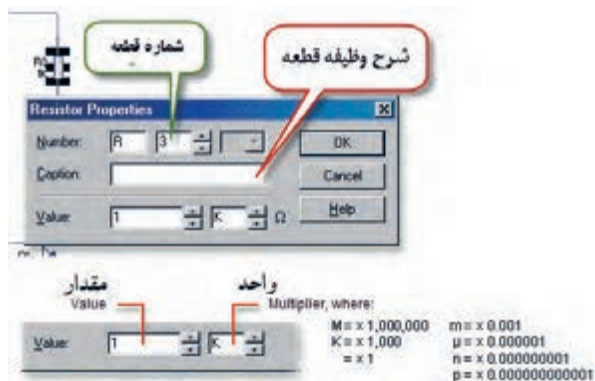 شماره قطعه
شرح وظیفه قطعه
Resistor Properties
Number: R 3
OK
Caption:
Cancel
Value: 1 K Ω
Help
مقدار
واحد
Value
Multiplier, where:
Value: 1 K
M = x 1,000,000 m = x 0.001
K = x 1,000 μ = x 0.000001
= x 1 n = x 0.000000001
p = x 0.000000000001